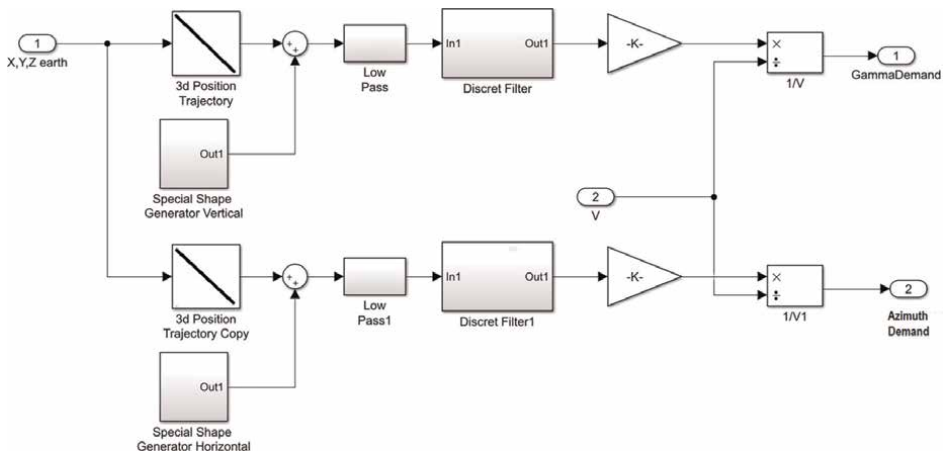 1
X,Y,Z earth
3d Position
Trajectory
+
+
Low
Pass
In1
Out1
Discret Filter
-K-
×
÷
1/V
1
GammaDemand
Out1
Special Shape
Generator Vertical
2
V
3d Position
Trajectory Copy
+
+
Low
Pass1
In1
Out1
Discret Filter1
-K-
×
÷
1/V1
2
Azimuth
Demand
Out1
Special Shape
Generator Horizontal